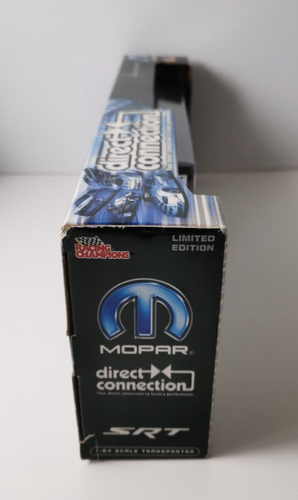 direct
connection
RACING
CHAMPIONS
LIMITED
EDITION
MOPAR®
direct
connection
Your direct connection to factory performance
SRT
1:64 SCALE TRANSPORTER